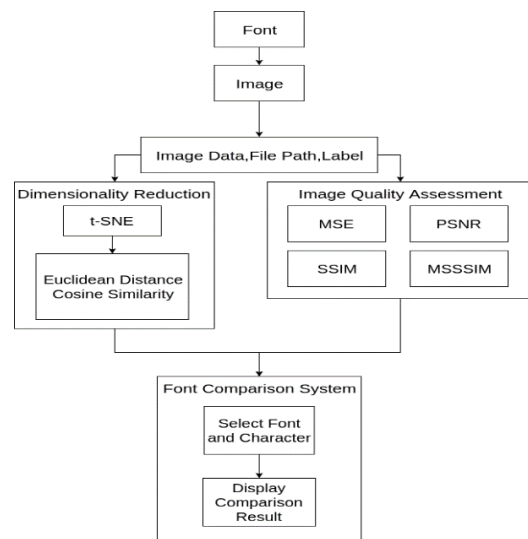 Font
Image
Image Data,File Path,Label
Dimensionality Reduction
t-SNE
Euclidean Distance
Cosine Similarity
Image Quality Assessment
MSE
PSNR
SSIM
MSSSIM
Font Comparison System
Select Font
and Character
Display
Comparison
Result